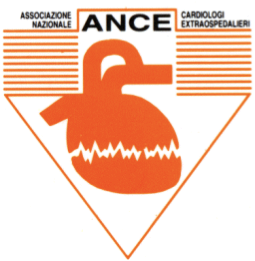 ASSOCIAZIONE
NAZIONALE
ANCE
CARDIOLOGI
EXTRAOSPEDALIERI